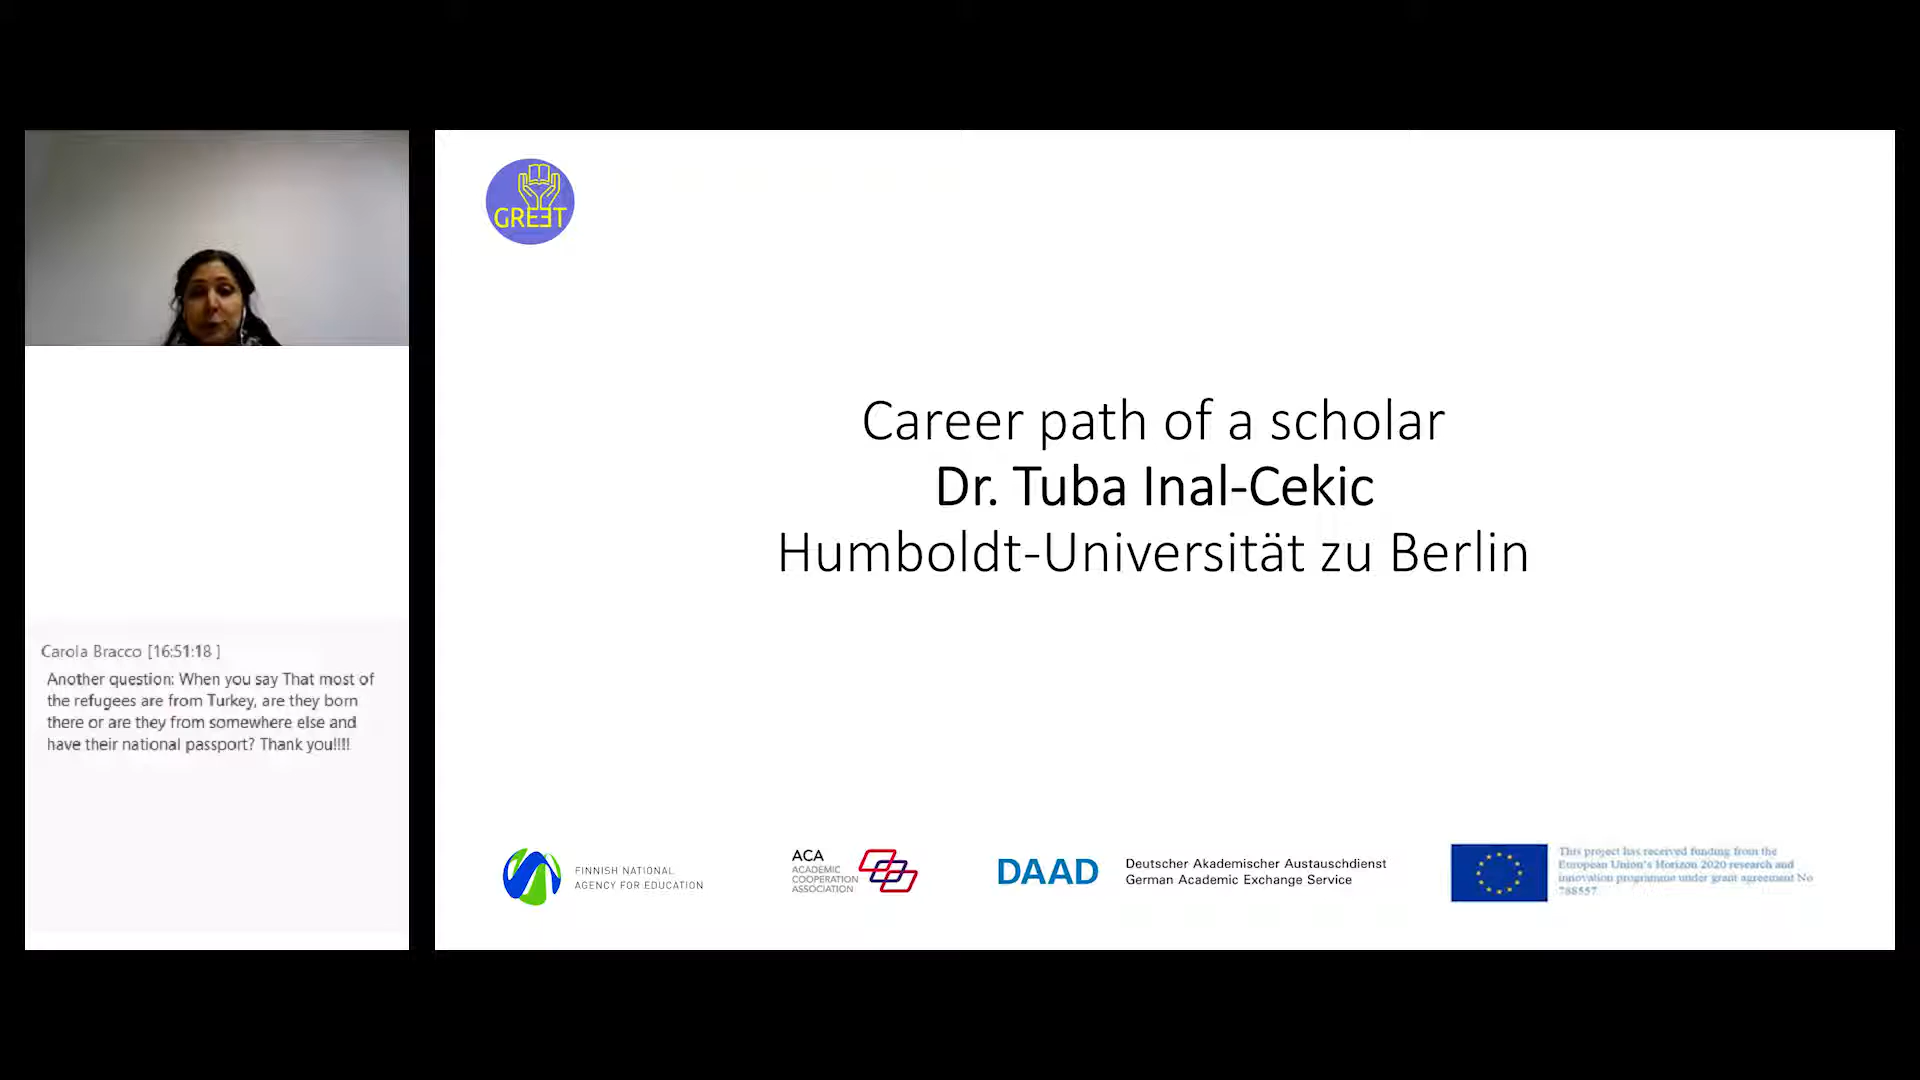 GREET
Career path of a scholar
Dr. Tuba Inal-Cekic
Humboldt-Universität zu Berlin
Carola Bracco [16:51:18 ]
Another question: When you say That most of
the refugees are from Turkey, are they born
there or are they from somewhere else and
have their national passport? Thank you!!!!
FINNISH NATIONAL
AGENCY FOR EDUCATION
ACA
ACADEMIC
COOPERATION
ASSOCIATION
DAAD
Deutscher Akademischer Austauschdienst
German Academic Exchange Service
This project has received funding from the
European Union's Horizon 2020 research and
innovation programme under grant agreement No
788557